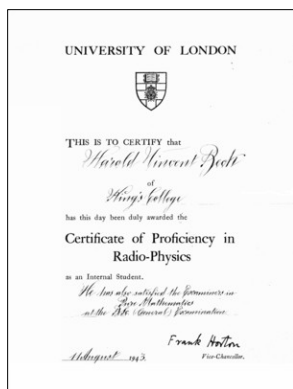 UNIVERSITY OF LONDON
THIS IS TO CERTIFY that
Harold Vincent Beck
of
King's College
has this day been duly awarded the
Certificate of Proficiency in
Radio-Physics
as an Internal Student.
He has also satisfied the Examiners in
Pure Mathematics
at the B.Sc. (General) Examination.
Frank Horton
11 August 1943.
Vice-Chancellor.